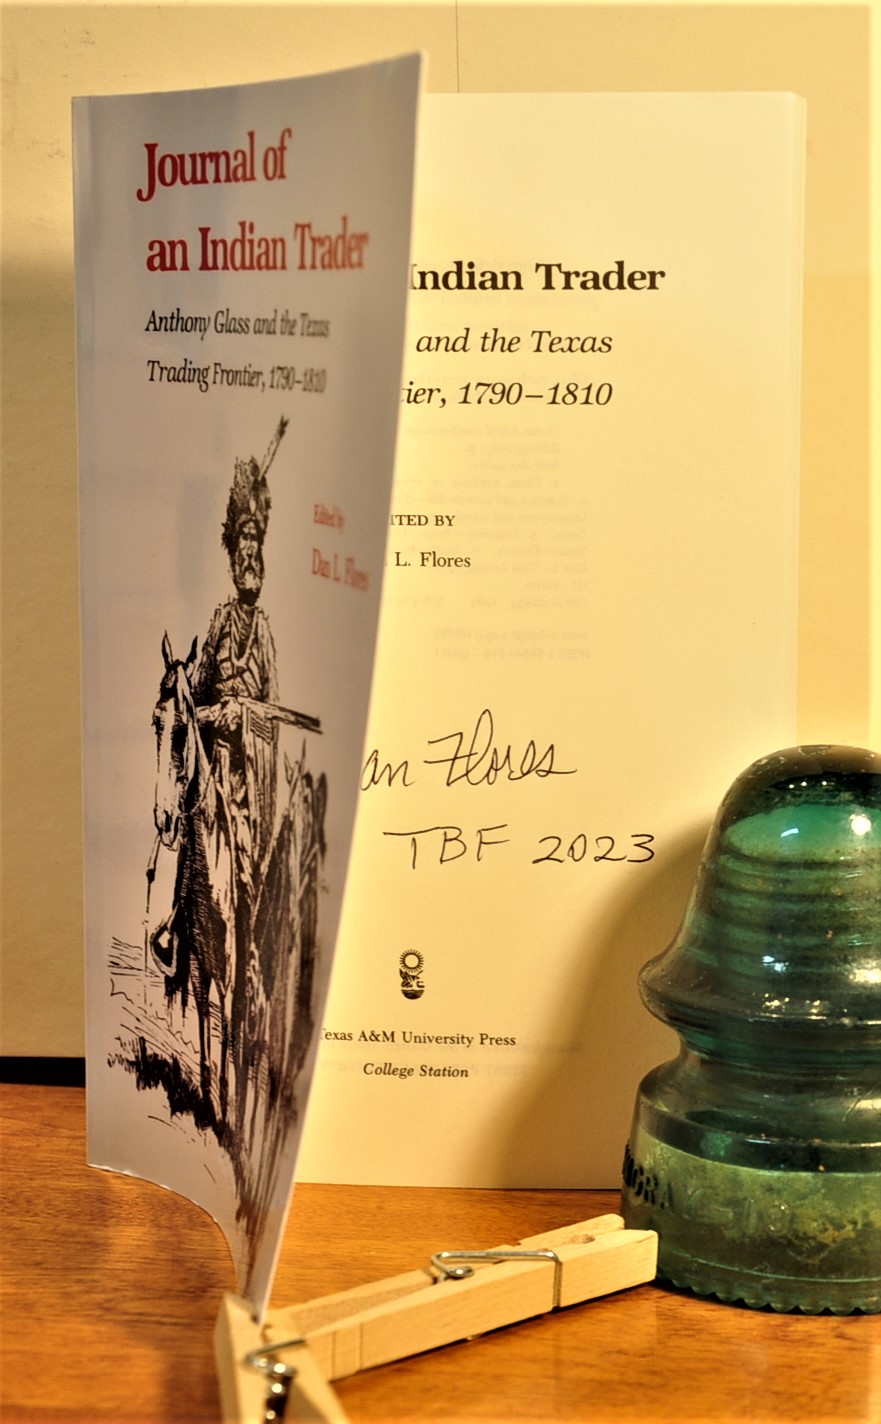 Journal of
an Indian Trader
Anthony Glass and the Texas
Trading Frontier, 1790–1810
Edited by
Dan L. Flores
Indian Trader
and the Texas
ier, 1790–1810
ITED BY
L. Flores
an Flores
TBF 2023
Texas A&M University Press
College Station